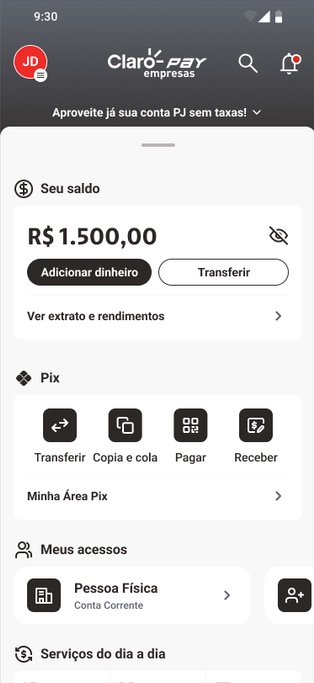 9:30
JD
Claro-pay
empresas
Aproveite já sua conta PJ sem taxas!
Seu saldo
R$ 1.500,00
Adicionar dinheiro
Transferir
Ver extrato e rendimentos
Pix
Transferir Copia e cola Pagar Receber
Minha Área Pix
Meus acessos
Pessoa Física
Conta Corrente
Serviços do dia a dia